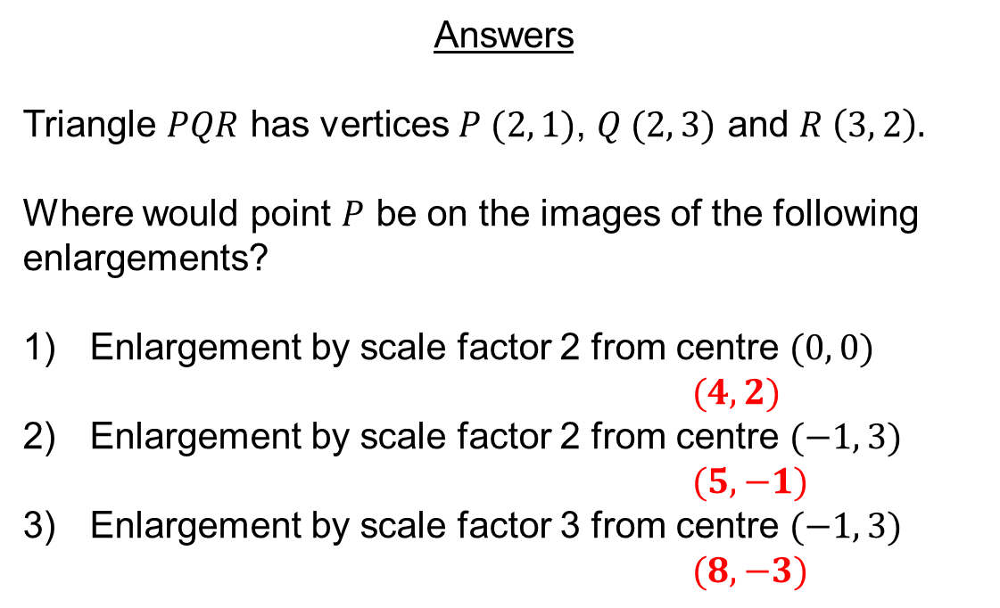 Answers
Triangle PQR has vertices P (2, 1), Q (2, 3) and R (3, 2).
Where would point P be on the images of the following
enlargements?
1) Enlargement by scale factor 2 from centre (0, 0)
(4, 2)
2) Enlargement by scale factor 2 from centre (−1, 3)
(5, −1)
3) Enlargement by scale factor 3 from centre (−1, 3)
(8, −3)